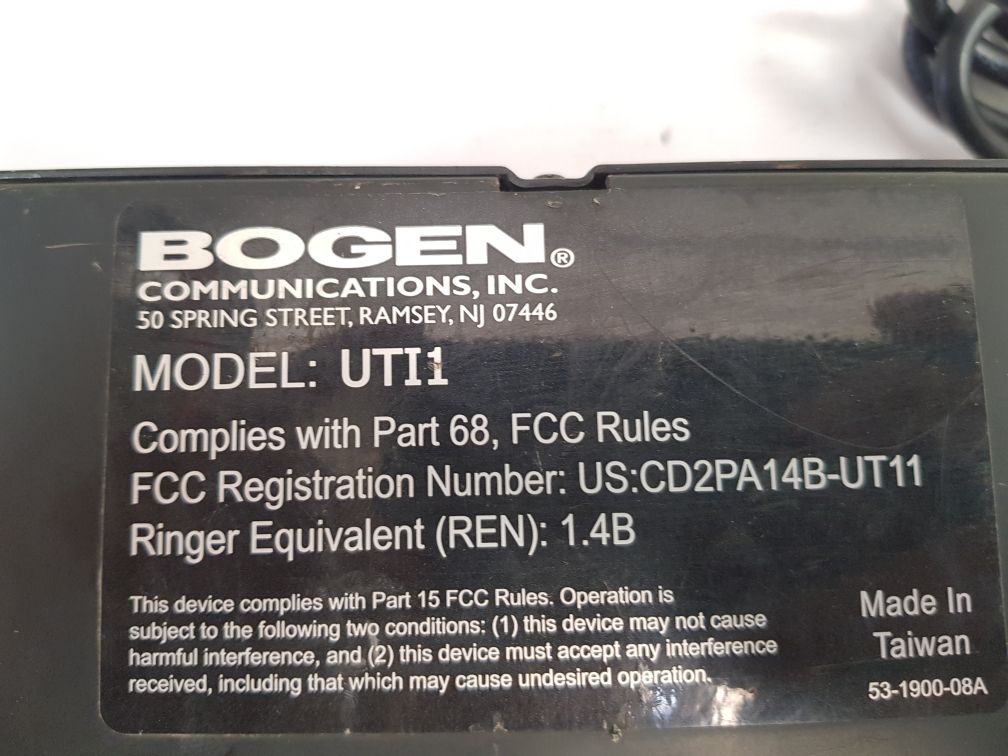 BOGEN®
COMMUNICATIONS, INC.
50 SPRING STREET, RAMSEY, NJ 07446
MODEL: UTI1
Complies with Part 68, FCC Rules
FCC Registration Number: US:CD2PA14B-UT11
Ringer Equivalent (REN): 1.4B
This device complies with Part 15 FCC Rules. Operation is
subject to the following two conditions: (1) this device may not cause
harmful interference, and (2) this device must accept any interference
received, including that which may cause undesired operation.
Made In
Taiwan
53-1900-08A